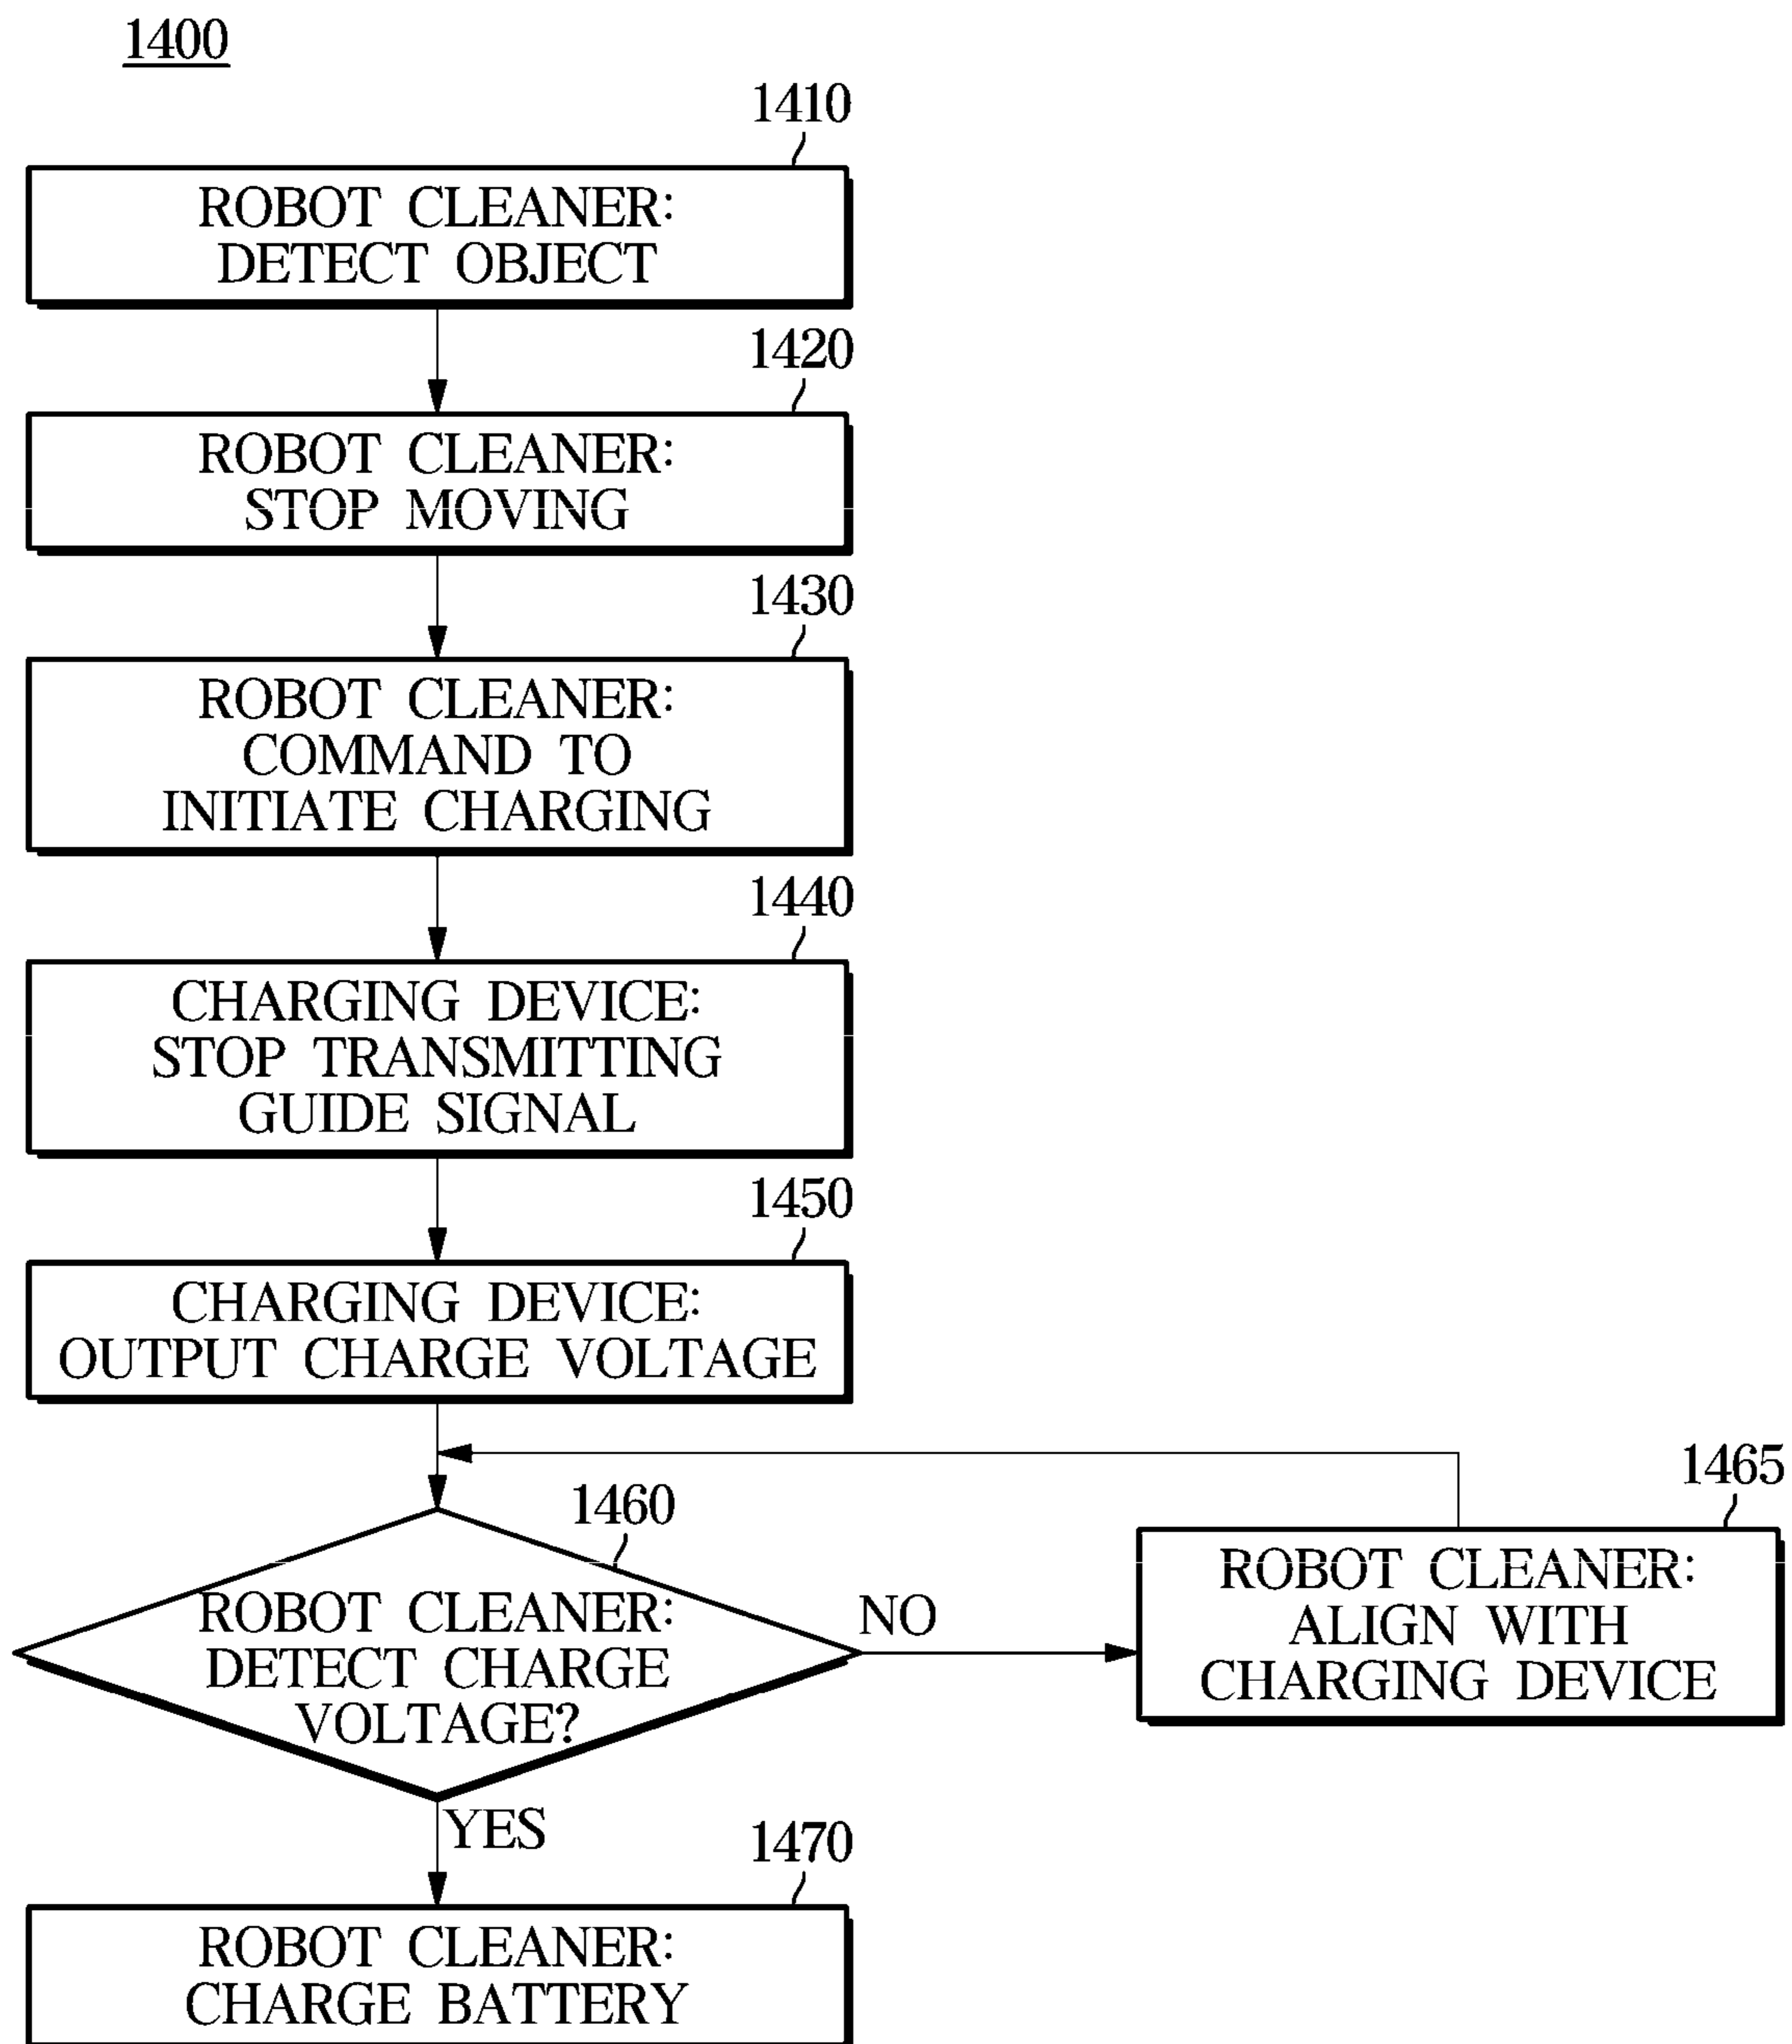 1400
1410
ROBOT CLEANER:
DETECT OBJECT
1420
ROBOT CLEANER:
STOP MOVING
1430
ROBOT CLEANER:
COMMAND TO
INITIATE CHARGING
1440
CHARGING DEVICE:
STOP TRANSMITTING
GUIDE SIGNAL
1450
CHARGING DEVICE:
OUTPUT CHARGE VOLTAGE
1460
ROBOT CLEANER:
DETECT CHARGE
VOLTAGE?
NO
1465
ROBOT CLEANER:
ALIGN WITH
CHARGING DEVICE
YES
1470
ROBOT CLEANER:
CHARGE BATTERY